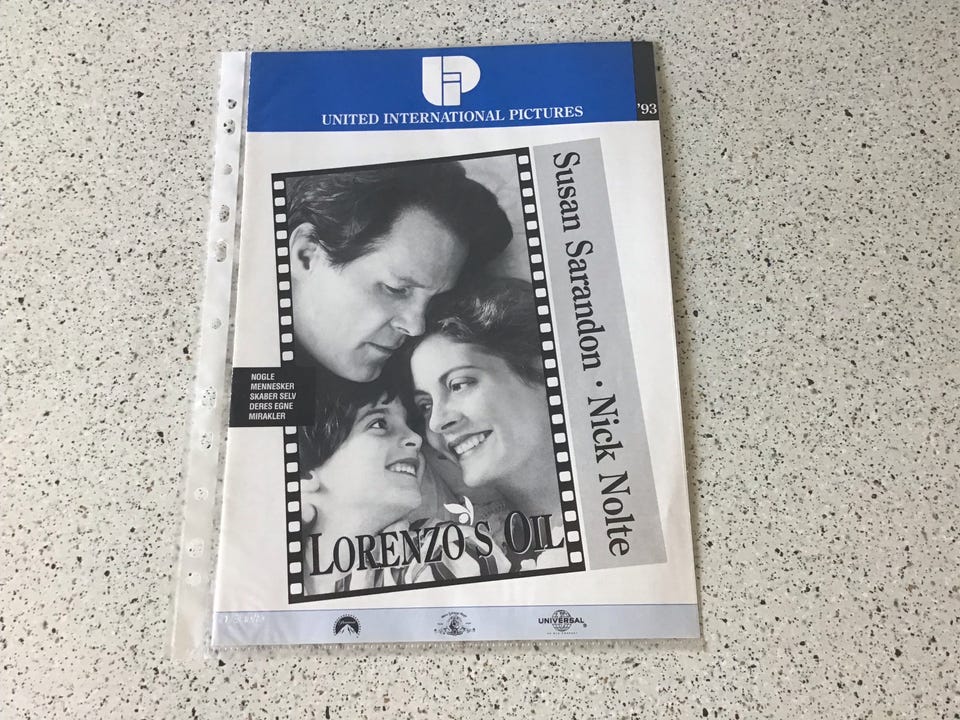 UNITED INTERNATIONAL PICTURES
'93
Susan Sarandon · Nick Nolte
NOGLE
MENNESKER
SKABER SELV
DERES EGNE
MIRAKLER
LORENZO'S OIL
UNIVERSAL